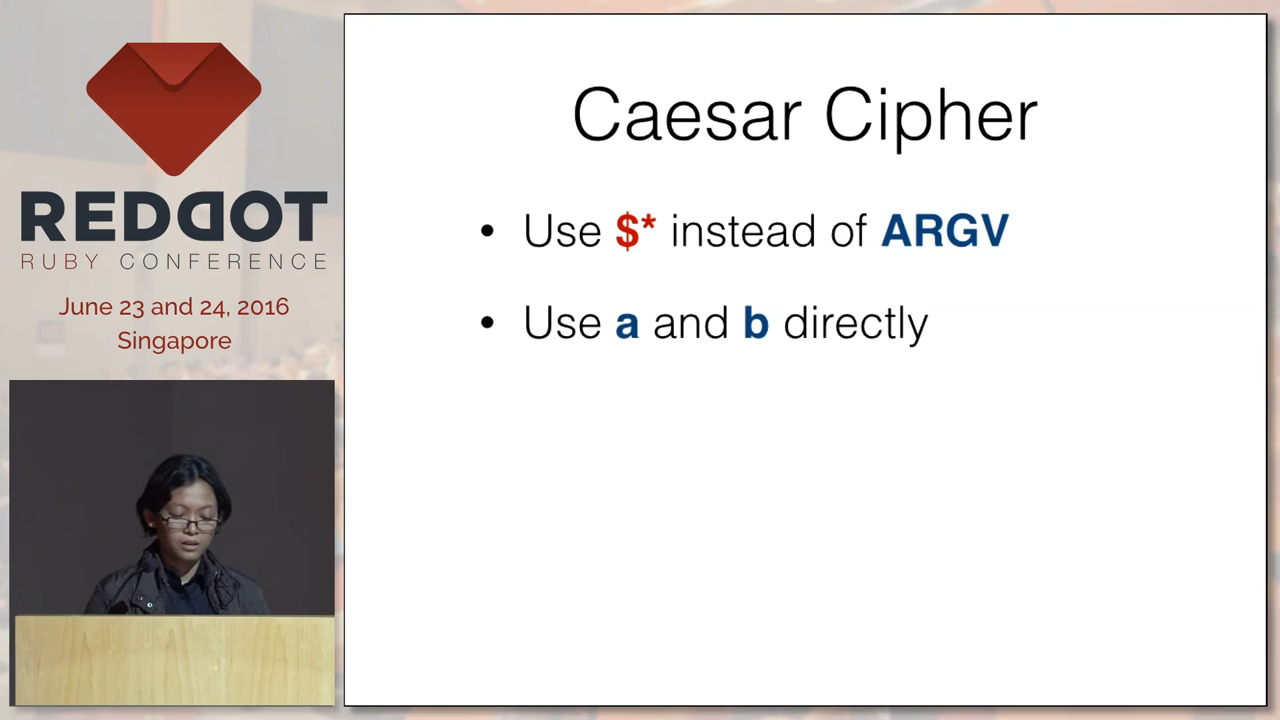 REDDOT
RUBY CONFERENCE
June 23 and 24, 2016
Singapore
Caesar Cipher
• Use $* instead of ARGV
• Use a and b directly